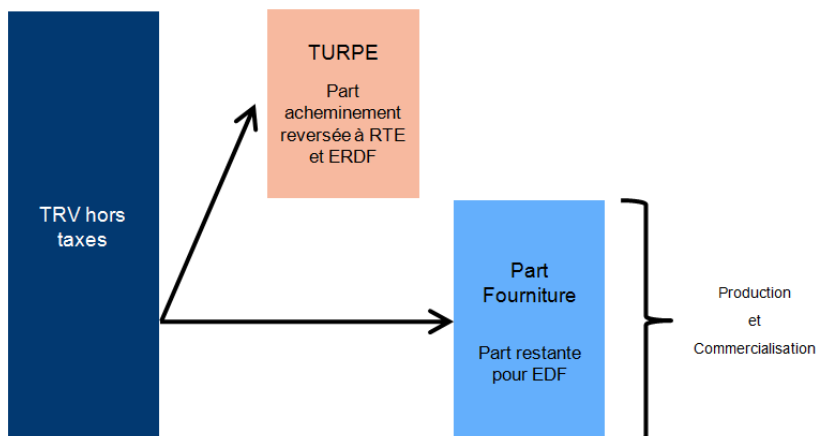 TRV hors
taxes
TURPE
Part
acheminement
reversée à RTE
et ERDF
Part
Fourniture
Part restante
pour EDF
Production
et
Commercialisation